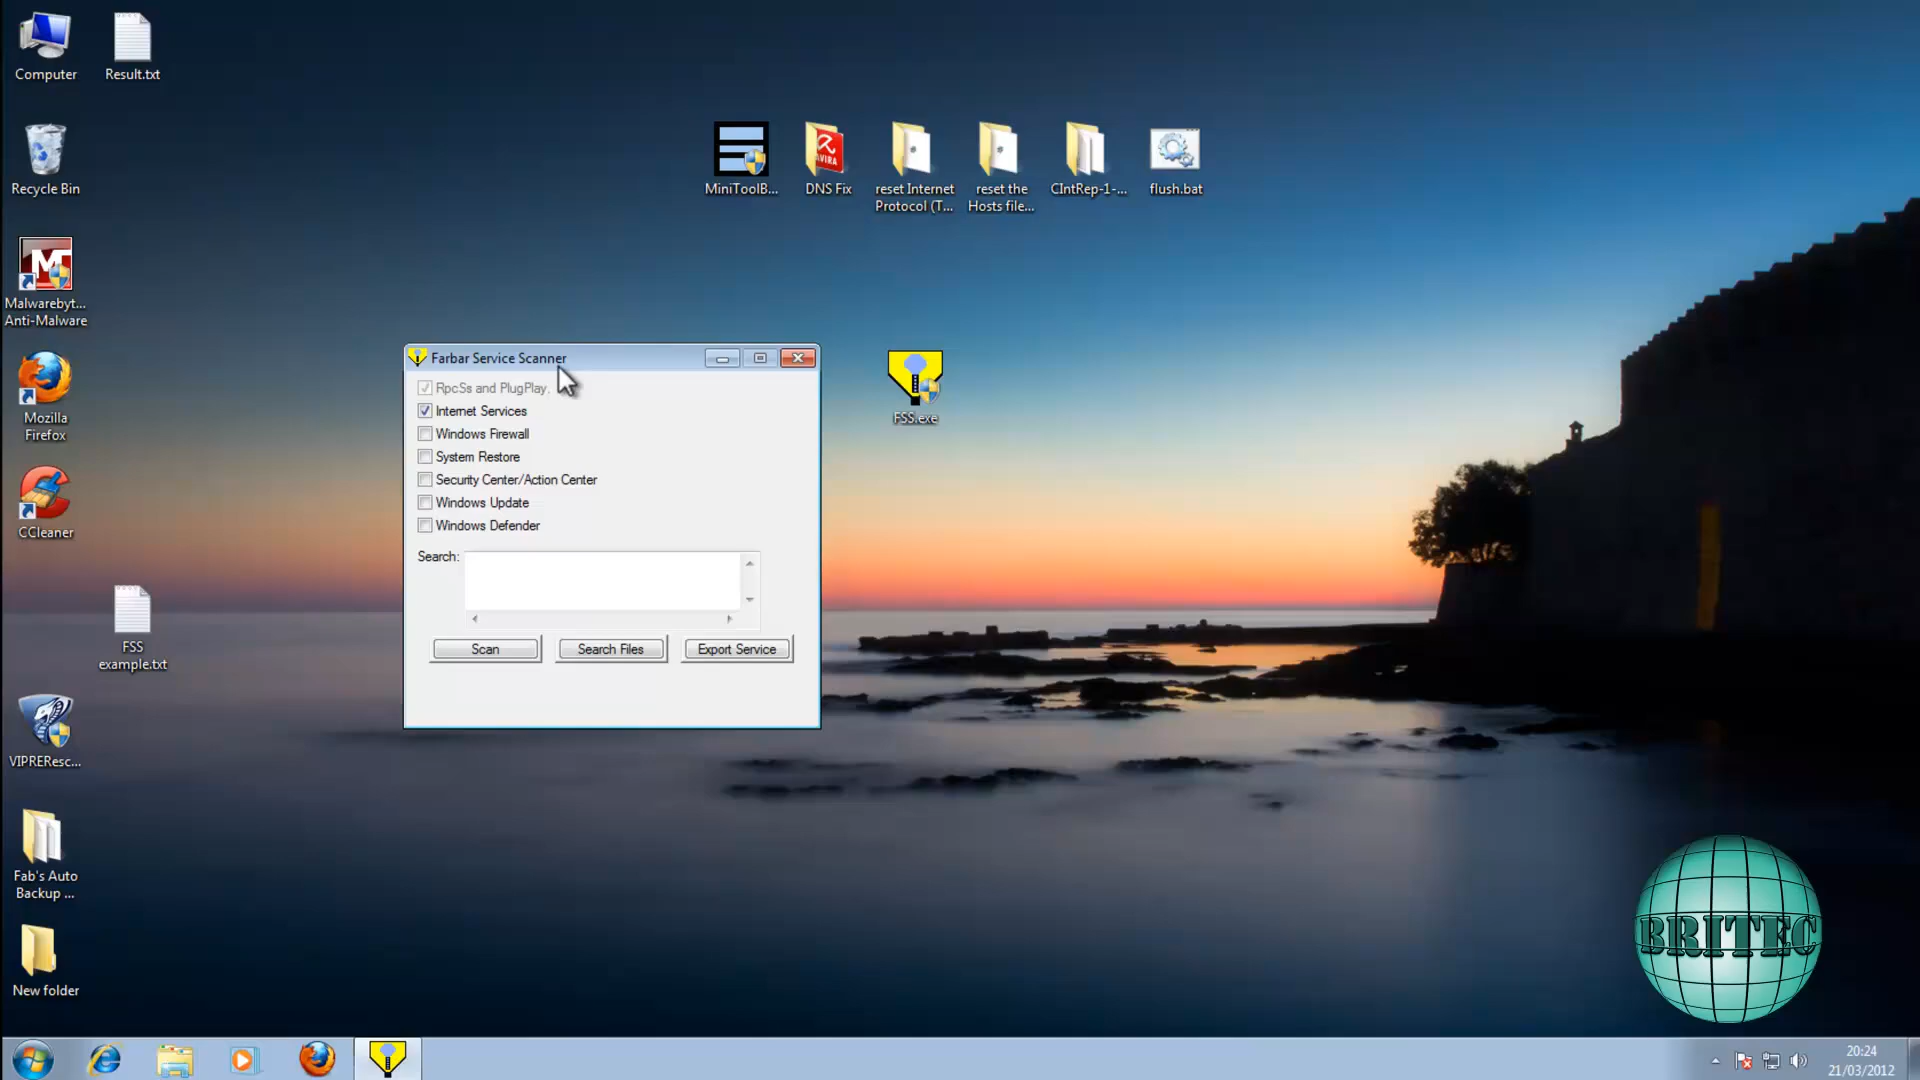 Computer
Result.txt
Recycle Bin
MiniToolB...
DNS Fix
reset Internet
Protocol (T...
reset the
Hosts file...
CIntRep-1-...
flush.bat
AVIRA
Malwarebyt...
Anti-Malware
Mozilla
Firefox
CCleaner
FSS
example.txt
VIPREResc...
Fab's Auto
Backup ...
New folder
Farbar Service Scanner
RpcSs and PlugPlay.
Internet Services
Windows Firewall
System Restore
Security Center/Action Center
Windows Update
Windows Defender
Search:
Scan
Search Files
Export Service
FSS.exe
BRITEC
20:24
21/03/2012